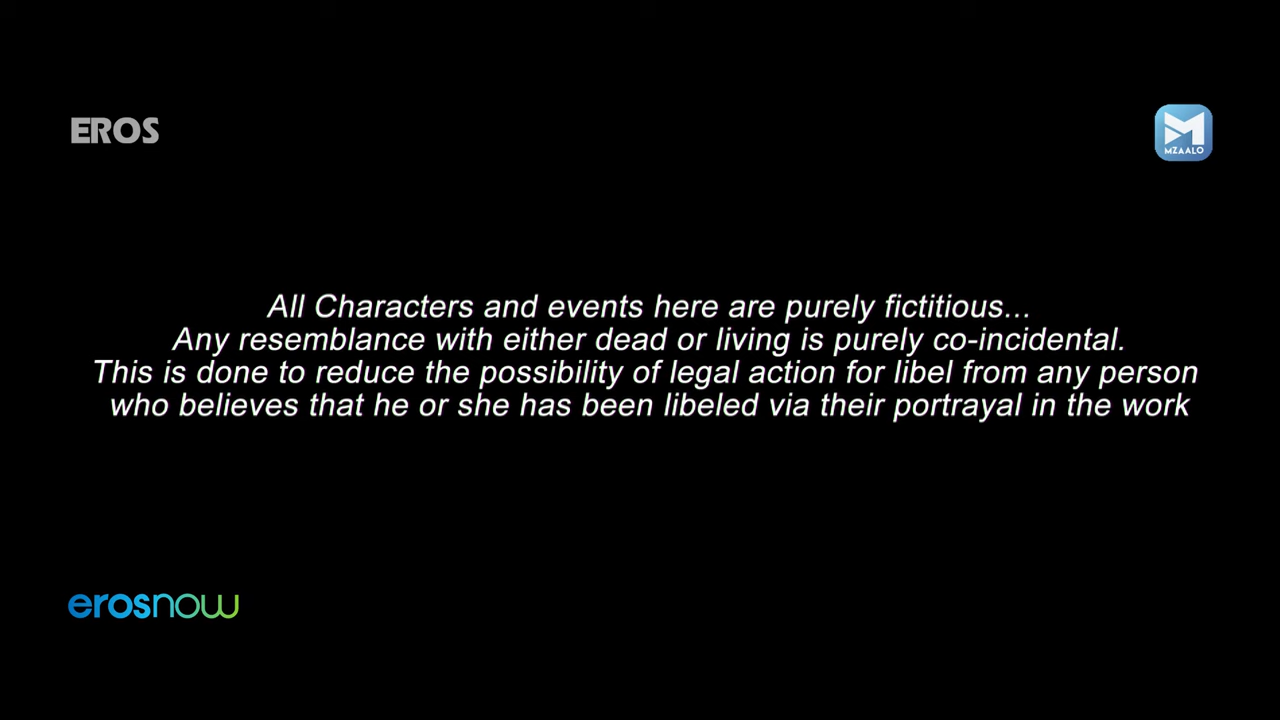 EROS
MZAALO
All Characters and events here are purely fictitious...
Any resemblance with either dead or living is purely co-incidental.
This is done to reduce the possibility of legal action for libel from any person
who believes that he or she has been libeled via their portrayal in the work
erosnow